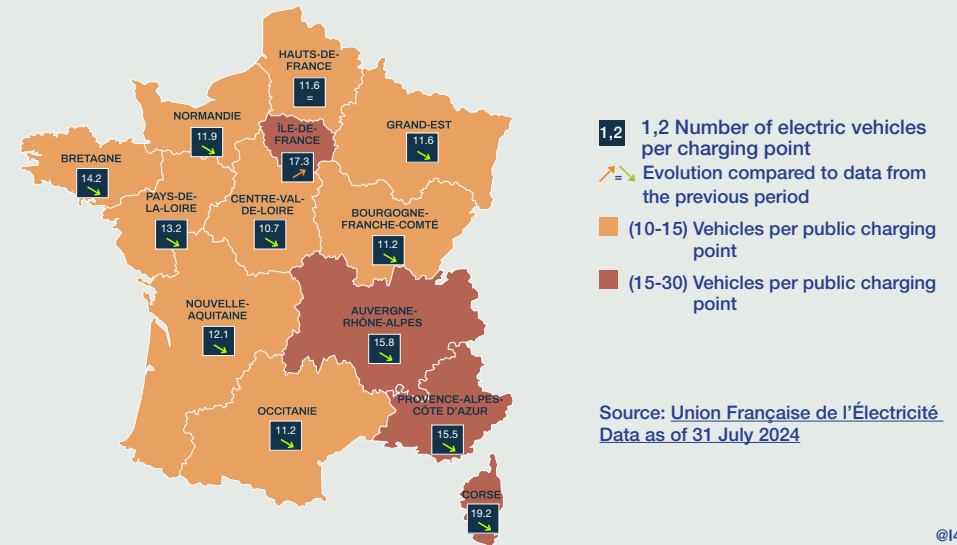 HAUTS-DE-
FRANCE
11.6
=
NORMANDIE
11.9
ÎLE-DE-
FRANCE
17.3
GRAND-EST
11.6
BRETAGNE
14.2
PAYS-DE-
LA-LOIRE
13.2
CENTRE-VAL-
DE-LOIRE
10.7
BOURGOGNE-
FRANCHE-COMTÉ
11.2
NOUVELLE-
AQUITAINE
12.1
AUVERGNE-
RHÔNE-ALPES
15.8
OCCITANIE
11.2
PROVENCE-ALPES-
CÔTE D'AZUR
15.5
CORSE
19.2
1,2 1,2 Number of electric vehicles
per charging point
= Evolution compared to data from
the previous period
(10-15) Vehicles per public charging
point
(15-30) Vehicles per public charging
point
Source: Union Française de l'Électricité
Data as of 31 July 2024